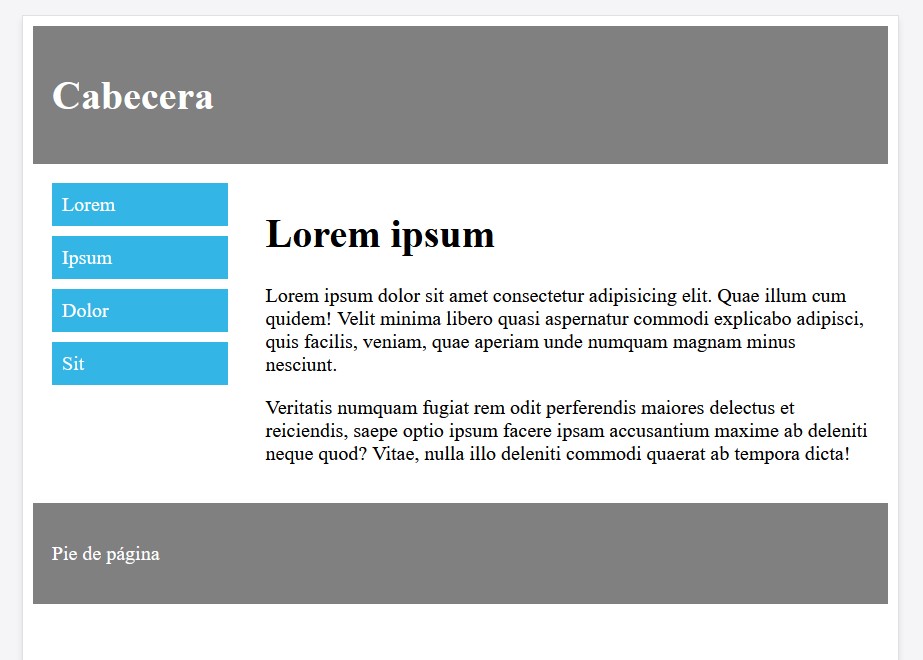 Cabecera
Lorem
Ipsum
Dolor
Sit
Lorem ipsum
Lorem ipsum dolor sit amet consectetur adipisicing elit. Quae illum cum
quidem! Velit minima libero quasi aspernatur commodi explicabo adipisci,
quis facilis, veniam, quae aperiam unde numquam magnam minus
nesciunt.
Veritatis numquam fugiat rem odit perferendis maiores delectus et
reiciendis, saepe optio ipsum facere ipsam accusantium maxime ab deleniti
neque quod? Vitae, nulla illo deleniti commodi quaerat ab tempora dicta!
Pie de página